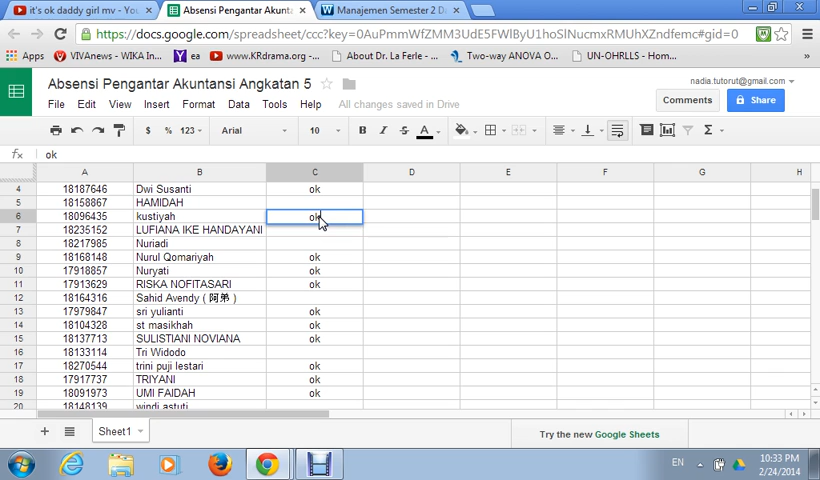 it's ok daddy girl mv - You
Absensi Pengantar Akunta
Manajemen Semester 2 Da
https://docs.google.com/spreadsheet/ccc?key=0AuPmmWfZMM3UdE5FWlByU1hoSlNucmxRMUhXZndfemc#gid=0
Apps VIVAnews - WIKA In... ea www.KRdrama.org -... About Dr. La Ferle -... Two-way ANOVA O... UN-OHRLLS - Hom...
Absensi Pengantar Akuntansi Angkatan 5
nadia.tutorut@gmail.com
File Edit View Insert Format Data Tools Help All changes saved in Drive
Comments Share
$ % 123 Arial 10 B I S A Σ
fx ok
A B C D E F G H
4 18187646 Dwi Susanti ok
5 18158867 HAMIDAH
6 18096435 kustiyah ok
7 18235152 LUFIANA IKE HANDAYANI
8 18217985 Nuriadi
9 18168148 Nurul Qomariyah ok
10 17918857 Nuryati ok
11 17913629 RISKA NOFITASARI ok
12 18164316 Sahid Avendy ( 阿弟 )
13 17979847 sri yulianti ok
14 18104328 st masikhah ok
15 18137713 SULISTIANI NOVIANA ok
16 18133114 Tri Widodo
17 18270544 trini puji lestari ok
18 17917737 TRIYANI ok
19 18091973 UMI FAIDAH ok
20 18148139 windi astuti
Sheet1
Try the new Google Sheets
EN
10:33 PM
2/24/2014